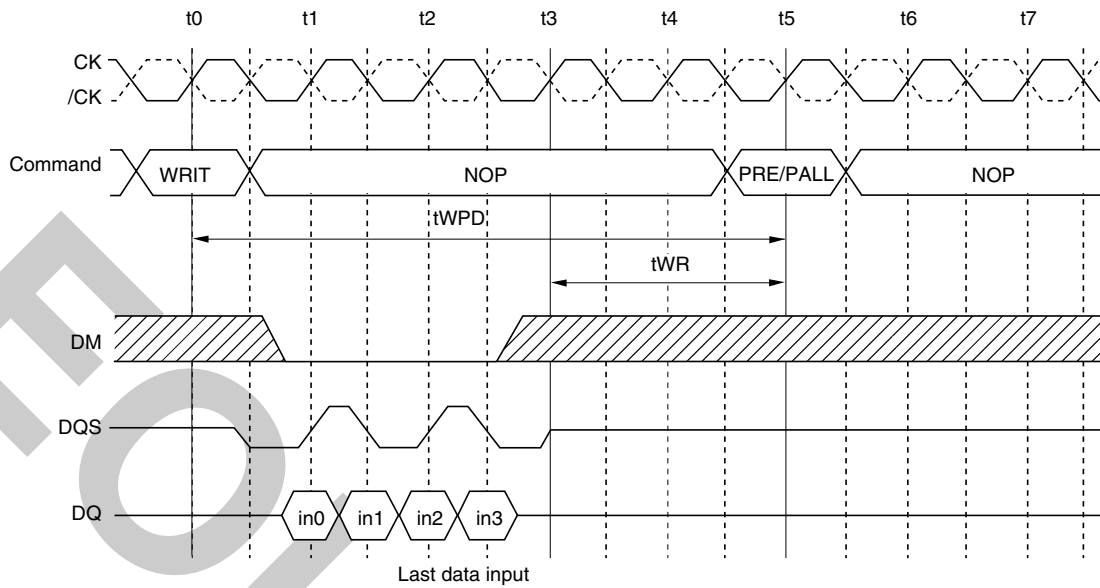 t0 t1 t2 t3 t4 t5 t6 t7
CK
/CK
Command WRIT NOP PRE/PALL NOP
tWPD
tWR
DM
DQS
DQ in0 in1 in2 in3
Last data input